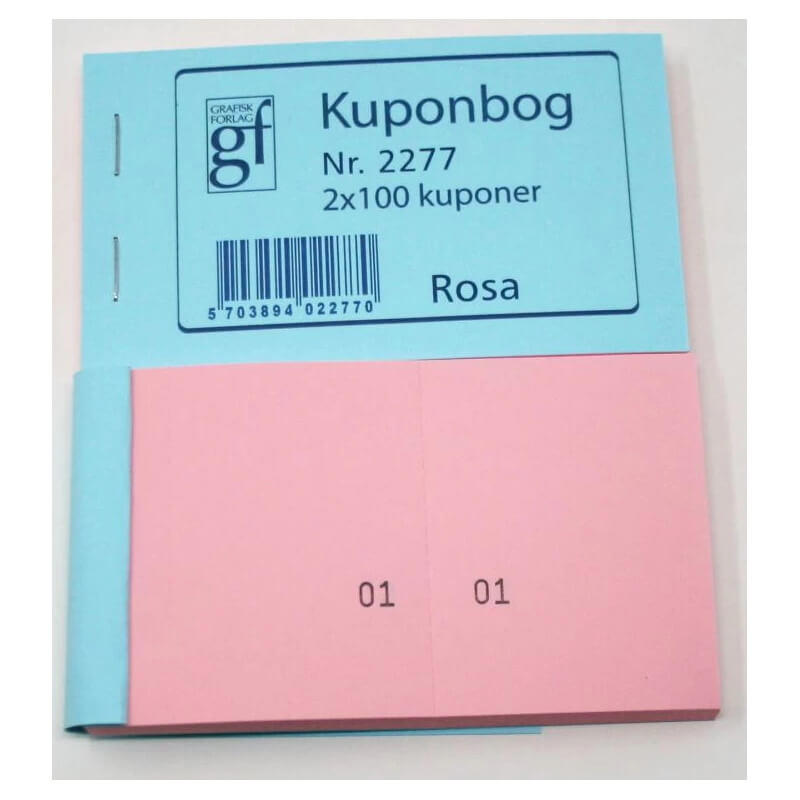 GRAFISK
FORLAG
gf
Kuponbog
Nr. 2277
2x100 kuponer
5 703894 022770
Rosa
01 01